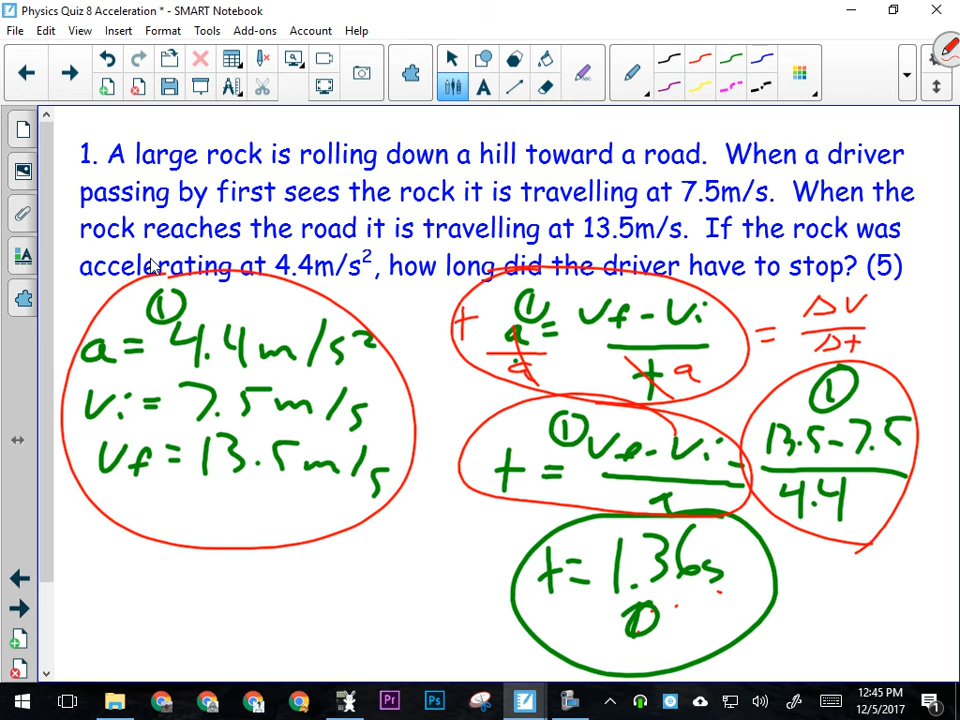 Physics Quiz 8 Acceleration * - SMART Notebook
File Edit View Insert Format Tools Add-ons Account Help
1. A large rock is rolling down a hill toward a road. When a driver
passing by first sees the rock it is travelling at 7.5m/s. When the
rock reaches the road it is travelling at 13.5m/s. If the rock was
accelerating at 4.4m/s², how long did the driver have to stop? (5)
①
a = 4.4m/s²
Vi = 7.5m/s
Vf = 13.5m/s
①
t a = Vf - Vi = ΔV
a t a Δt
①
t = Vf - Vi =
a
①
13.5-7.5
4.4
t = 1.36s
①
12:45 PM
12/5/2017